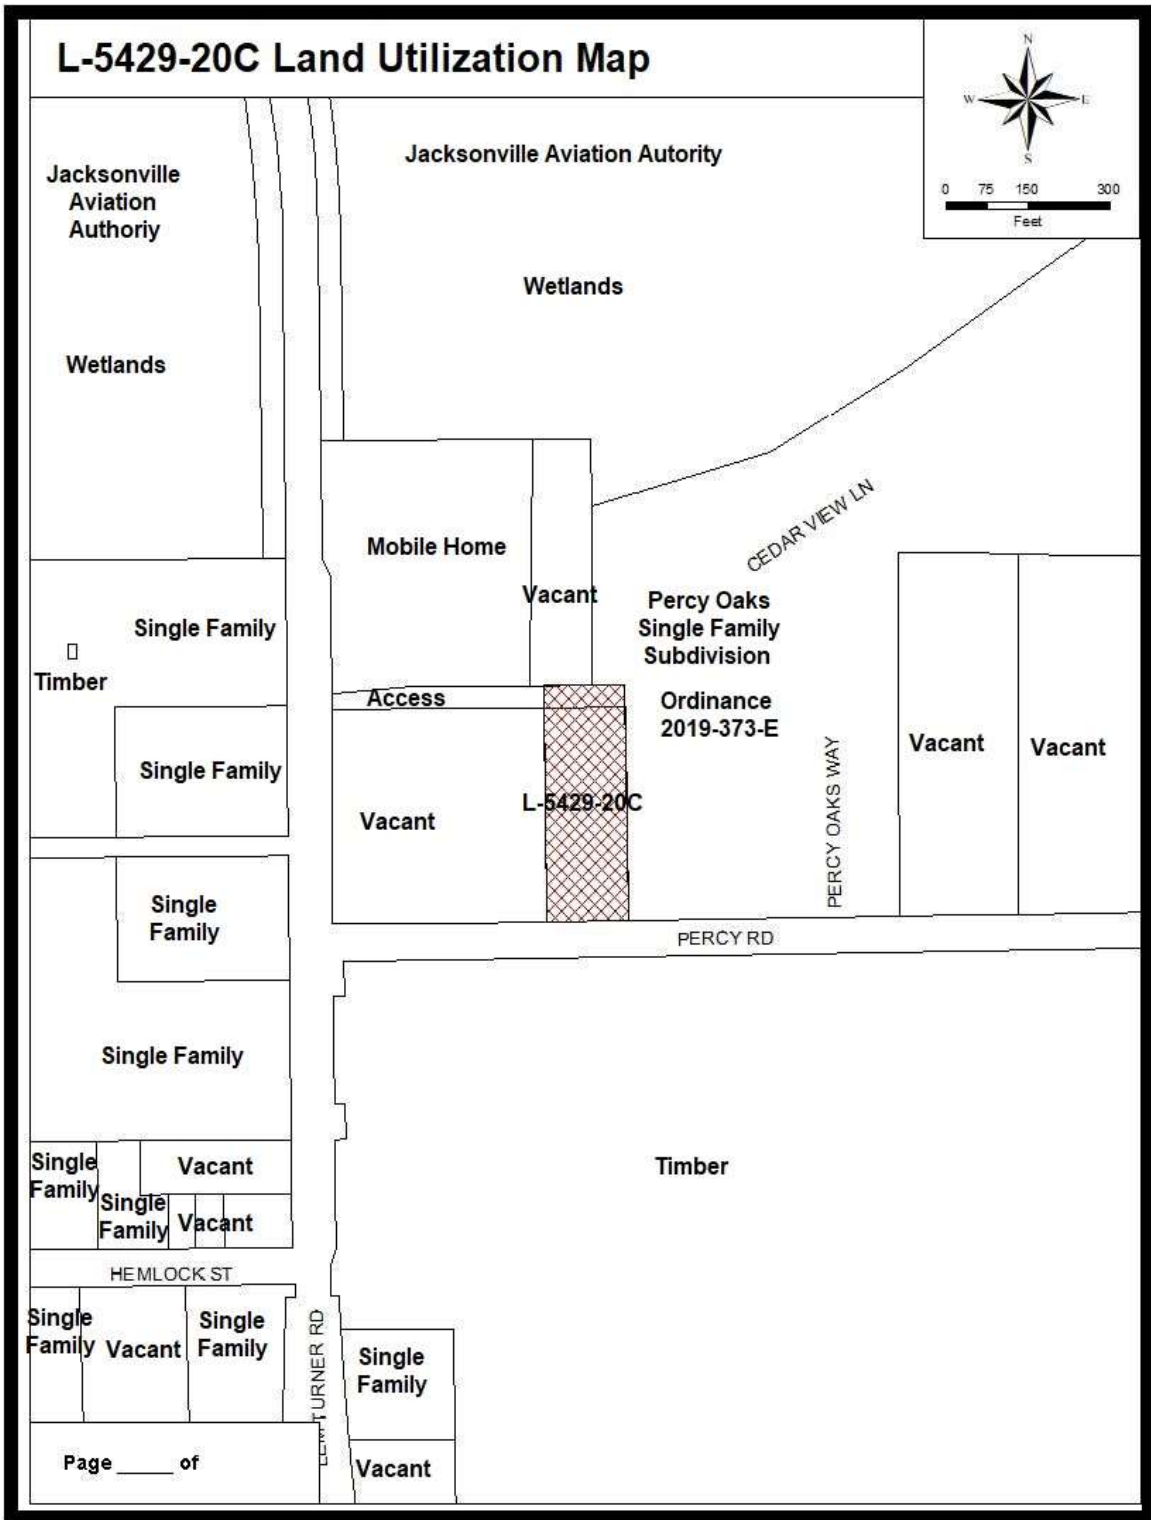 L-5429-20C Land Utilization Map
N
W E
S
0 75 150 300
Feet
Jacksonville
Aviation
Authoriy
Jacksonville Aviation Autority
Wetlands
Wetlands
Mobile Home
Vacant
CEDAR VIEW LN
Percy Oaks
Single Family
Subdivision
Ordinance
2019-373-E
Single Family
Timber
Access
Single Family
Vacant
L-5429-20C
PERCY OAKS WAY
Vacant
Vacant
Single
Family
PERCY RD
Single Family
Timber
Single
Family
Vacant
Single
Family
Vacant
HEMLOCK ST
Single
Family
Vacant
Single
Family
TURNER RD
Single
Family
Vacant
Page _____ of